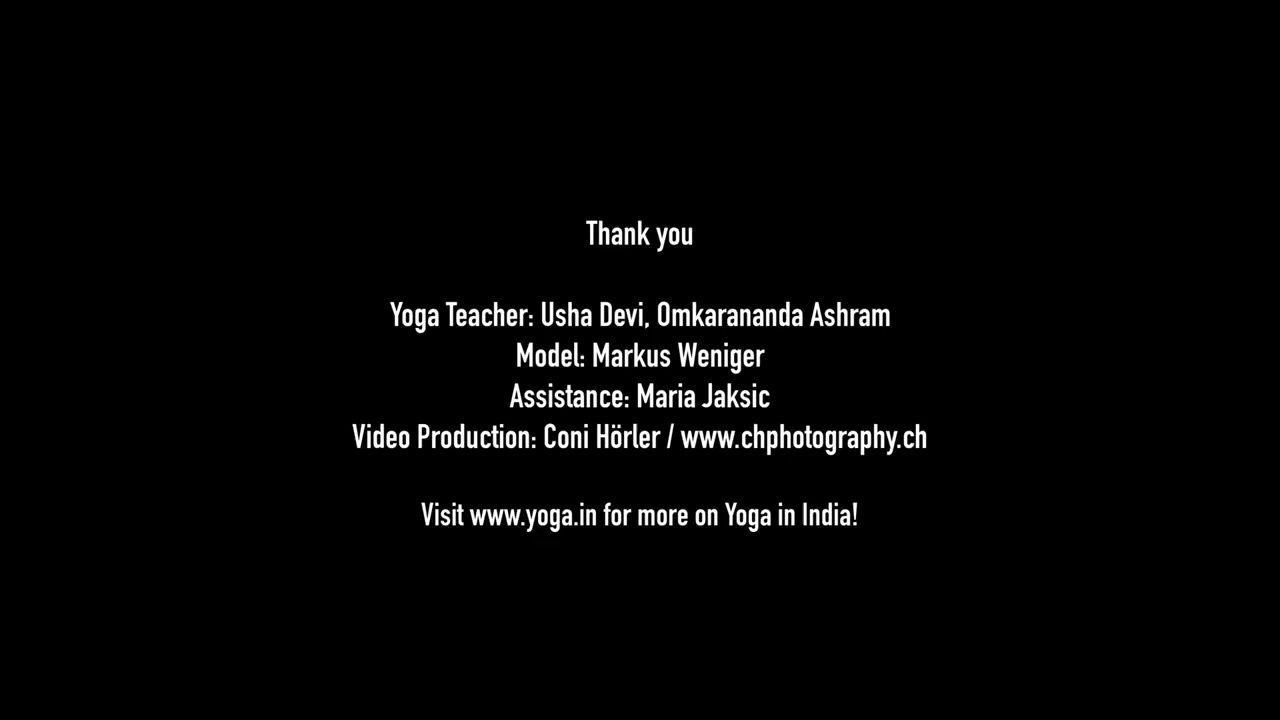 Thank you
Yoga Teacher: Usha Devi, Omkarananda Ashram
Model: Markus Weniger
Assistance: Maria Jaksic
Video Production: Coni Hörler / www.chphotography.ch
Visit www.yoga.in for more on Yoga in India!